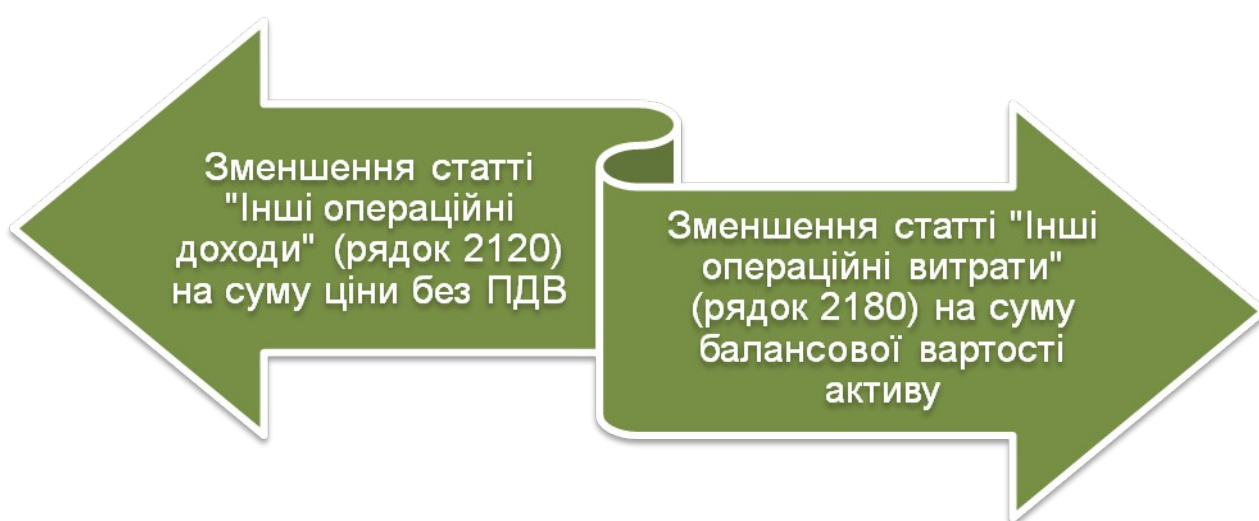 Зменшення статті
"Інші операційні
доходи" (рядок 2120)
на суму ціни без ПДВ
Зменшення статті "Інші
операційні витрати"
(рядок 2180) на суму
балансової вартості
активу